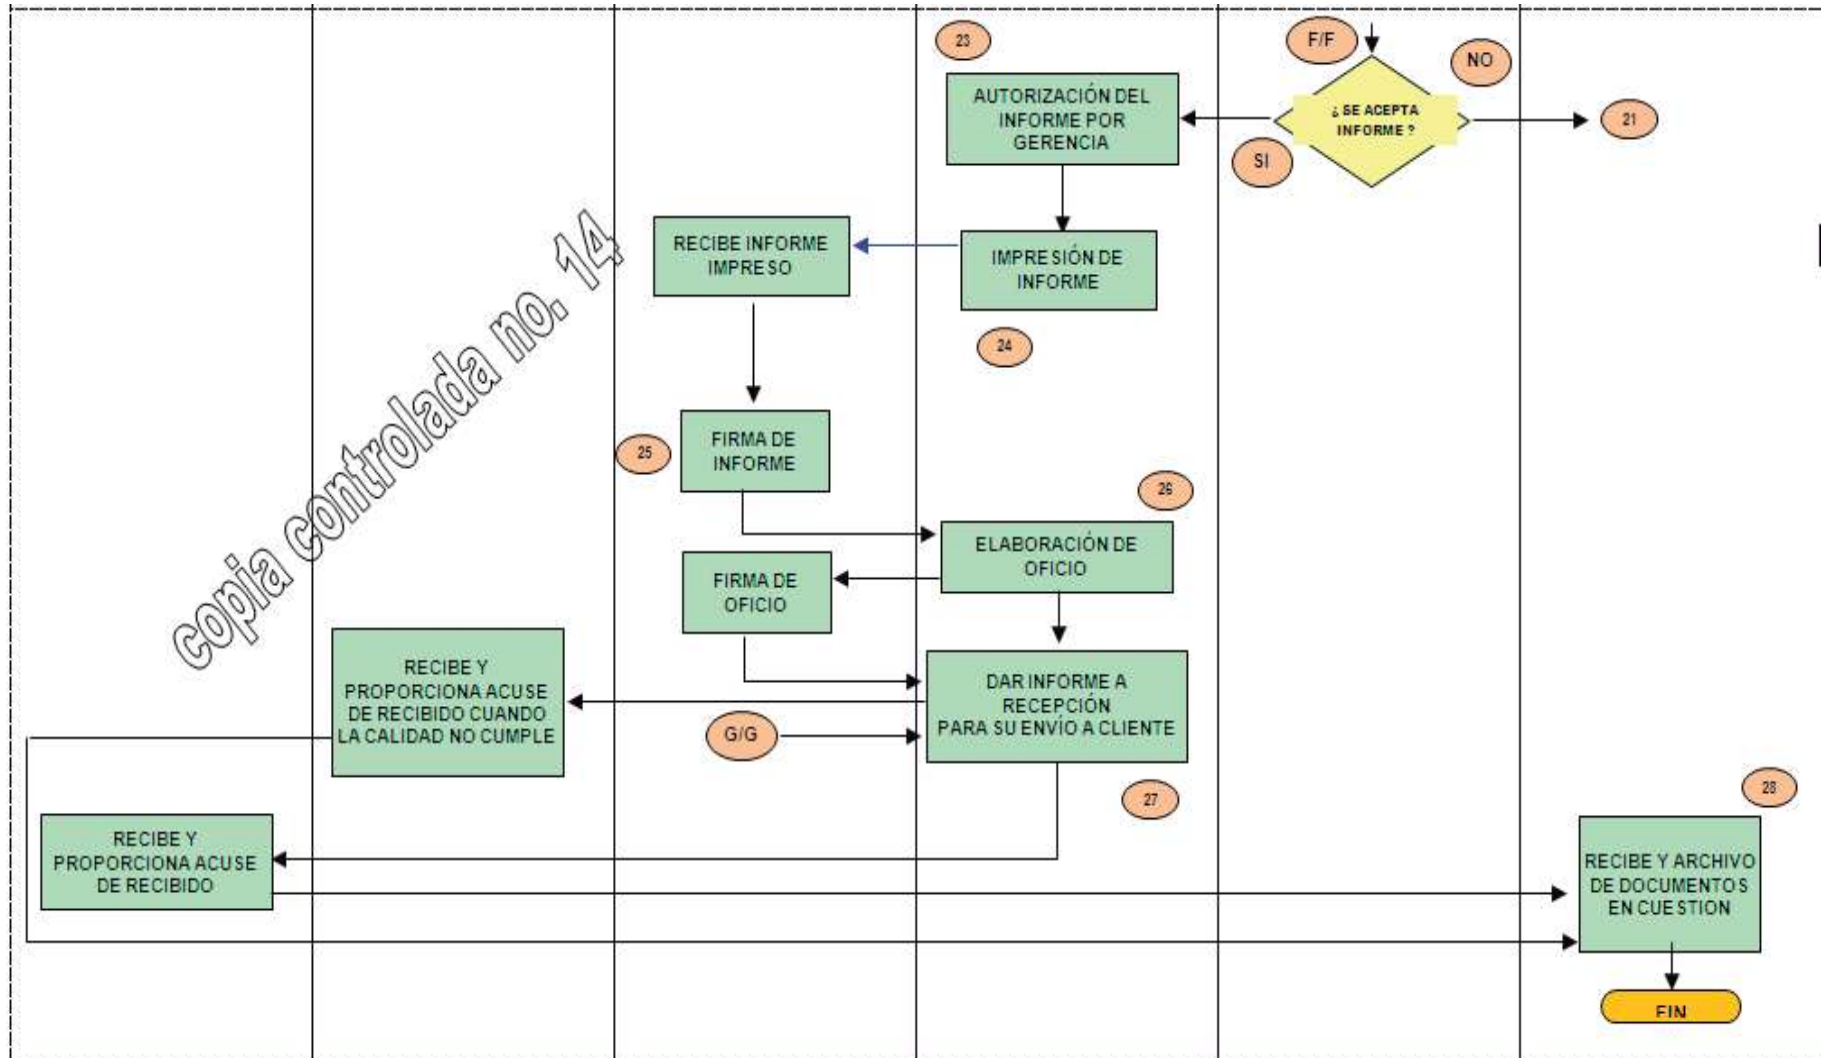 23
F/F
NO
AUTORIZACIÓN DEL
INFORME POR
GERENCIA
¿ SE ACEPTA
INFORME ?
21
SI
RECIBE INFORME
IMPRESO
IMPRESIÓN DE
INFORME
24
copia controlada no. 14
FIRMA DE
INFORME
25
26
ELABORACIÓN DE
OFICIO
FIRMA DE
OFICIO
RECIBE Y
PROPORCIONA ACUSE
DE RECIBIDO CUANDO
LA CALIDAD NO CUMPLE
DAR INFORME A
RECEPCIÓN
PARA SU ENVÍO A CLIENTE
G/G
27
28
RECIBE Y
PROPORCIONA ACUSE
DE RECIBIDO
RECIBE Y ARCHIVO
DE DOCUMENTOS
EN CUESTION
FIN